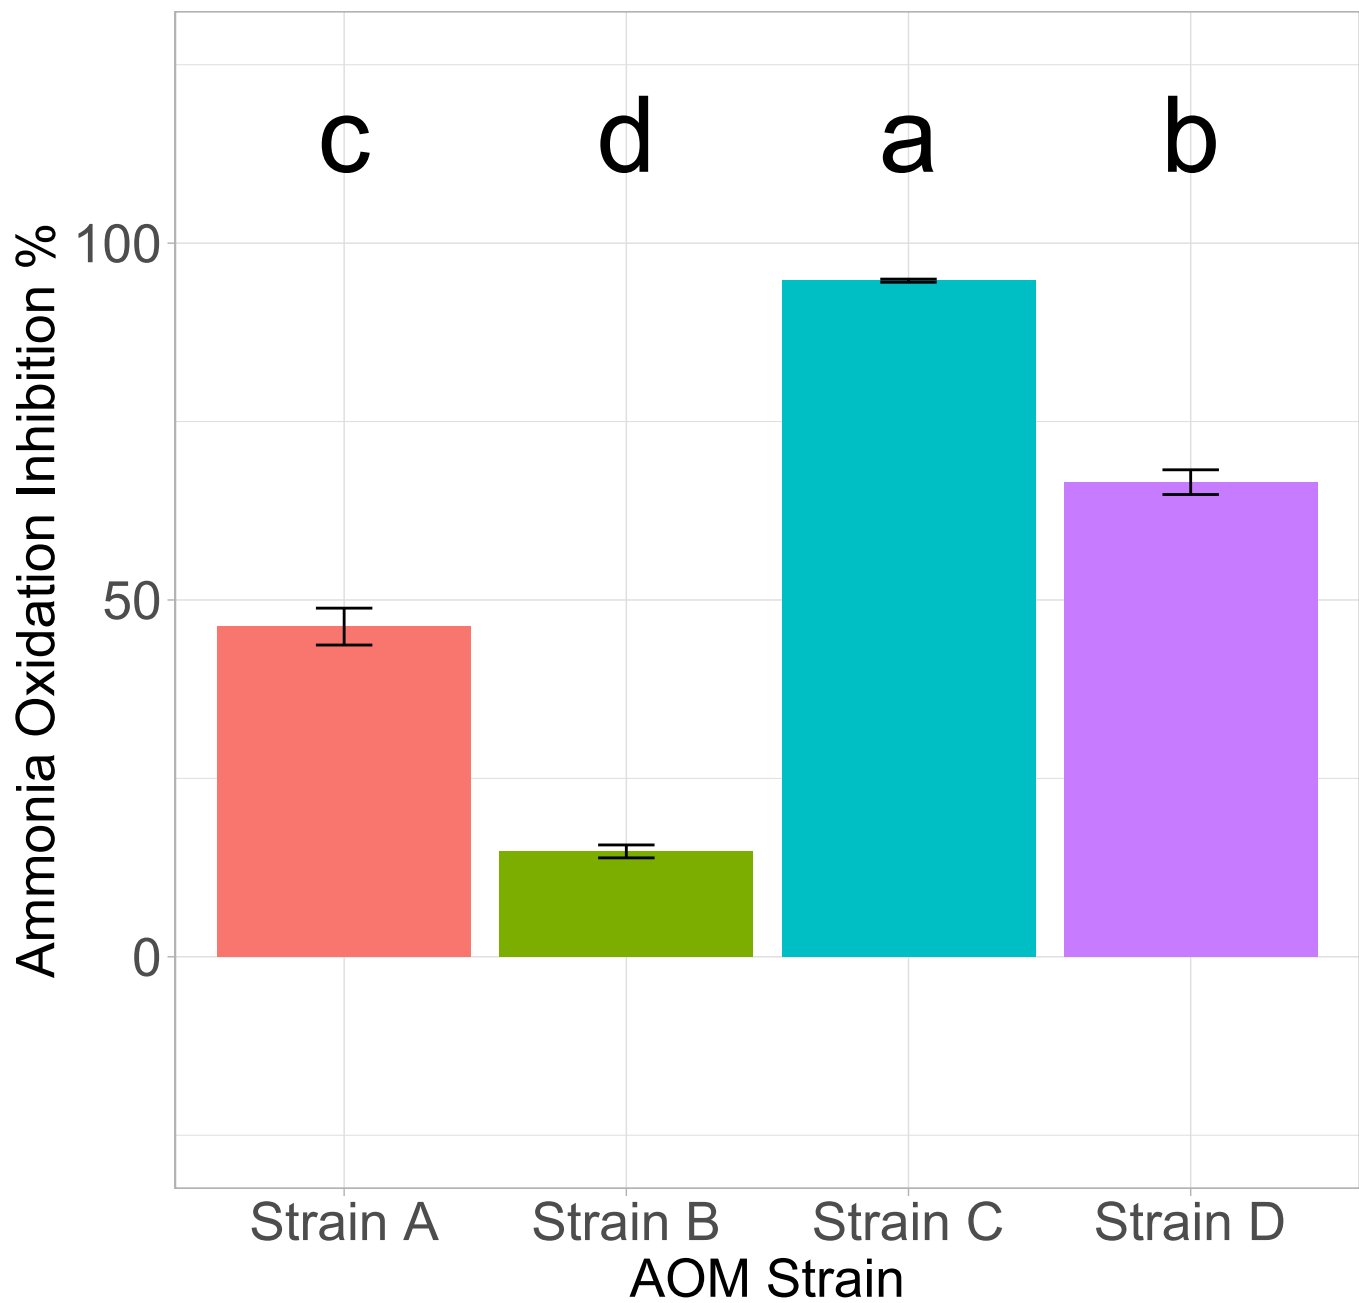 c d a b
Ammonia Oxidation Inhibition %
100
50
0
Strain A Strain B Strain C Strain D
AOM Strain